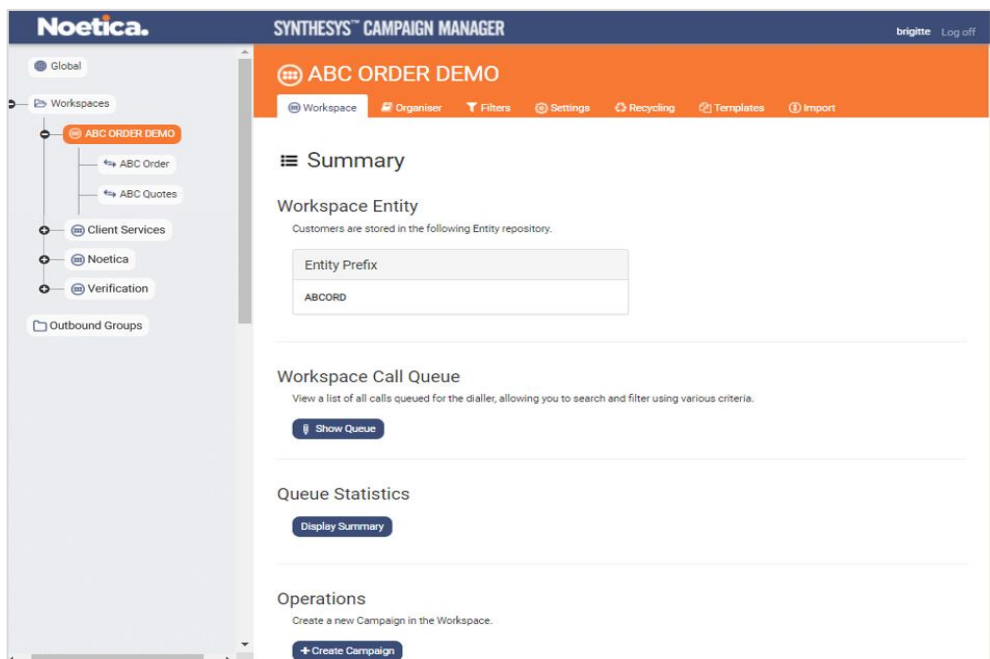 Noetica.
SYNTHESYS™ CAMPAIGN MANAGER
brigitte Log off
Global
Workspaces
ABC ORDER DEMO
ABC Order
ABC Quotes
Client Services
Noetica
Verification
Outbound Groups
ABC ORDER DEMO
Workspace Organiser Filters Settings Recycling Templates Import
Summary
Workspace Entity
Customers are stored in the following Entity repository.
Entity Prefix
ABCORD
Workspace Call Queue
View a list of all calls queued for the dialler, allowing you to search and filter using various criteria.
Show Queue
Queue Statistics
Display Summary
Operations
Create a new Campaign in the Workspace.
+ Create Campaign